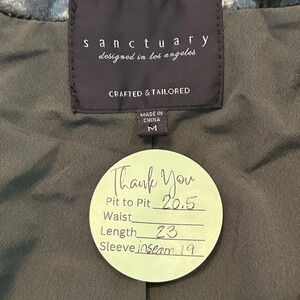 sanctuary
designed in los angeles
CRAFTED & TAILORED
MADE IN
CHINA
M
Thank You
Pit to Pit 20.5
Waist
Length 23
Sleeve inseam 19